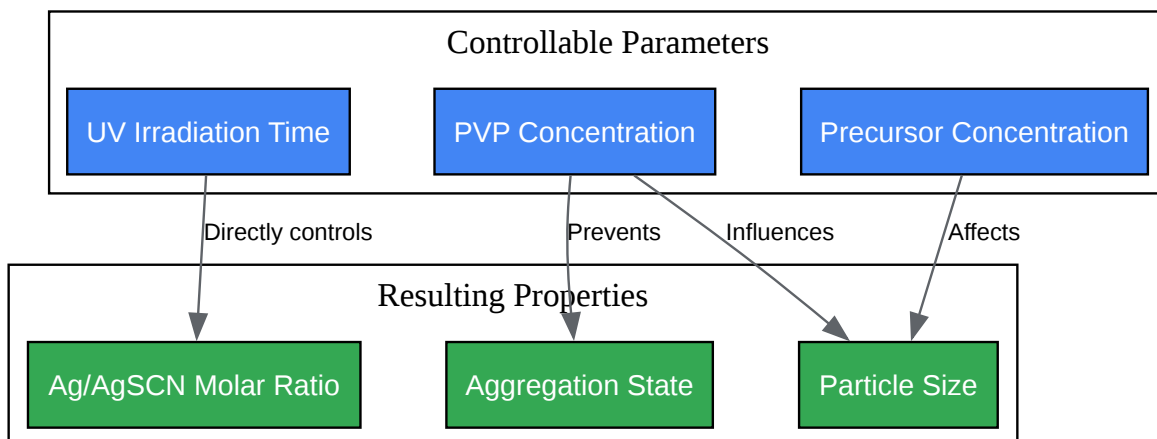 Controllable Parameters
UV Irradiation Time
PVP Concentration
Precursor Concentration
Directly controls
Prevents
Influences
Affects
Resulting Properties
Ag/AgSCN Molar Ratio
Aggregation State
Particle Size